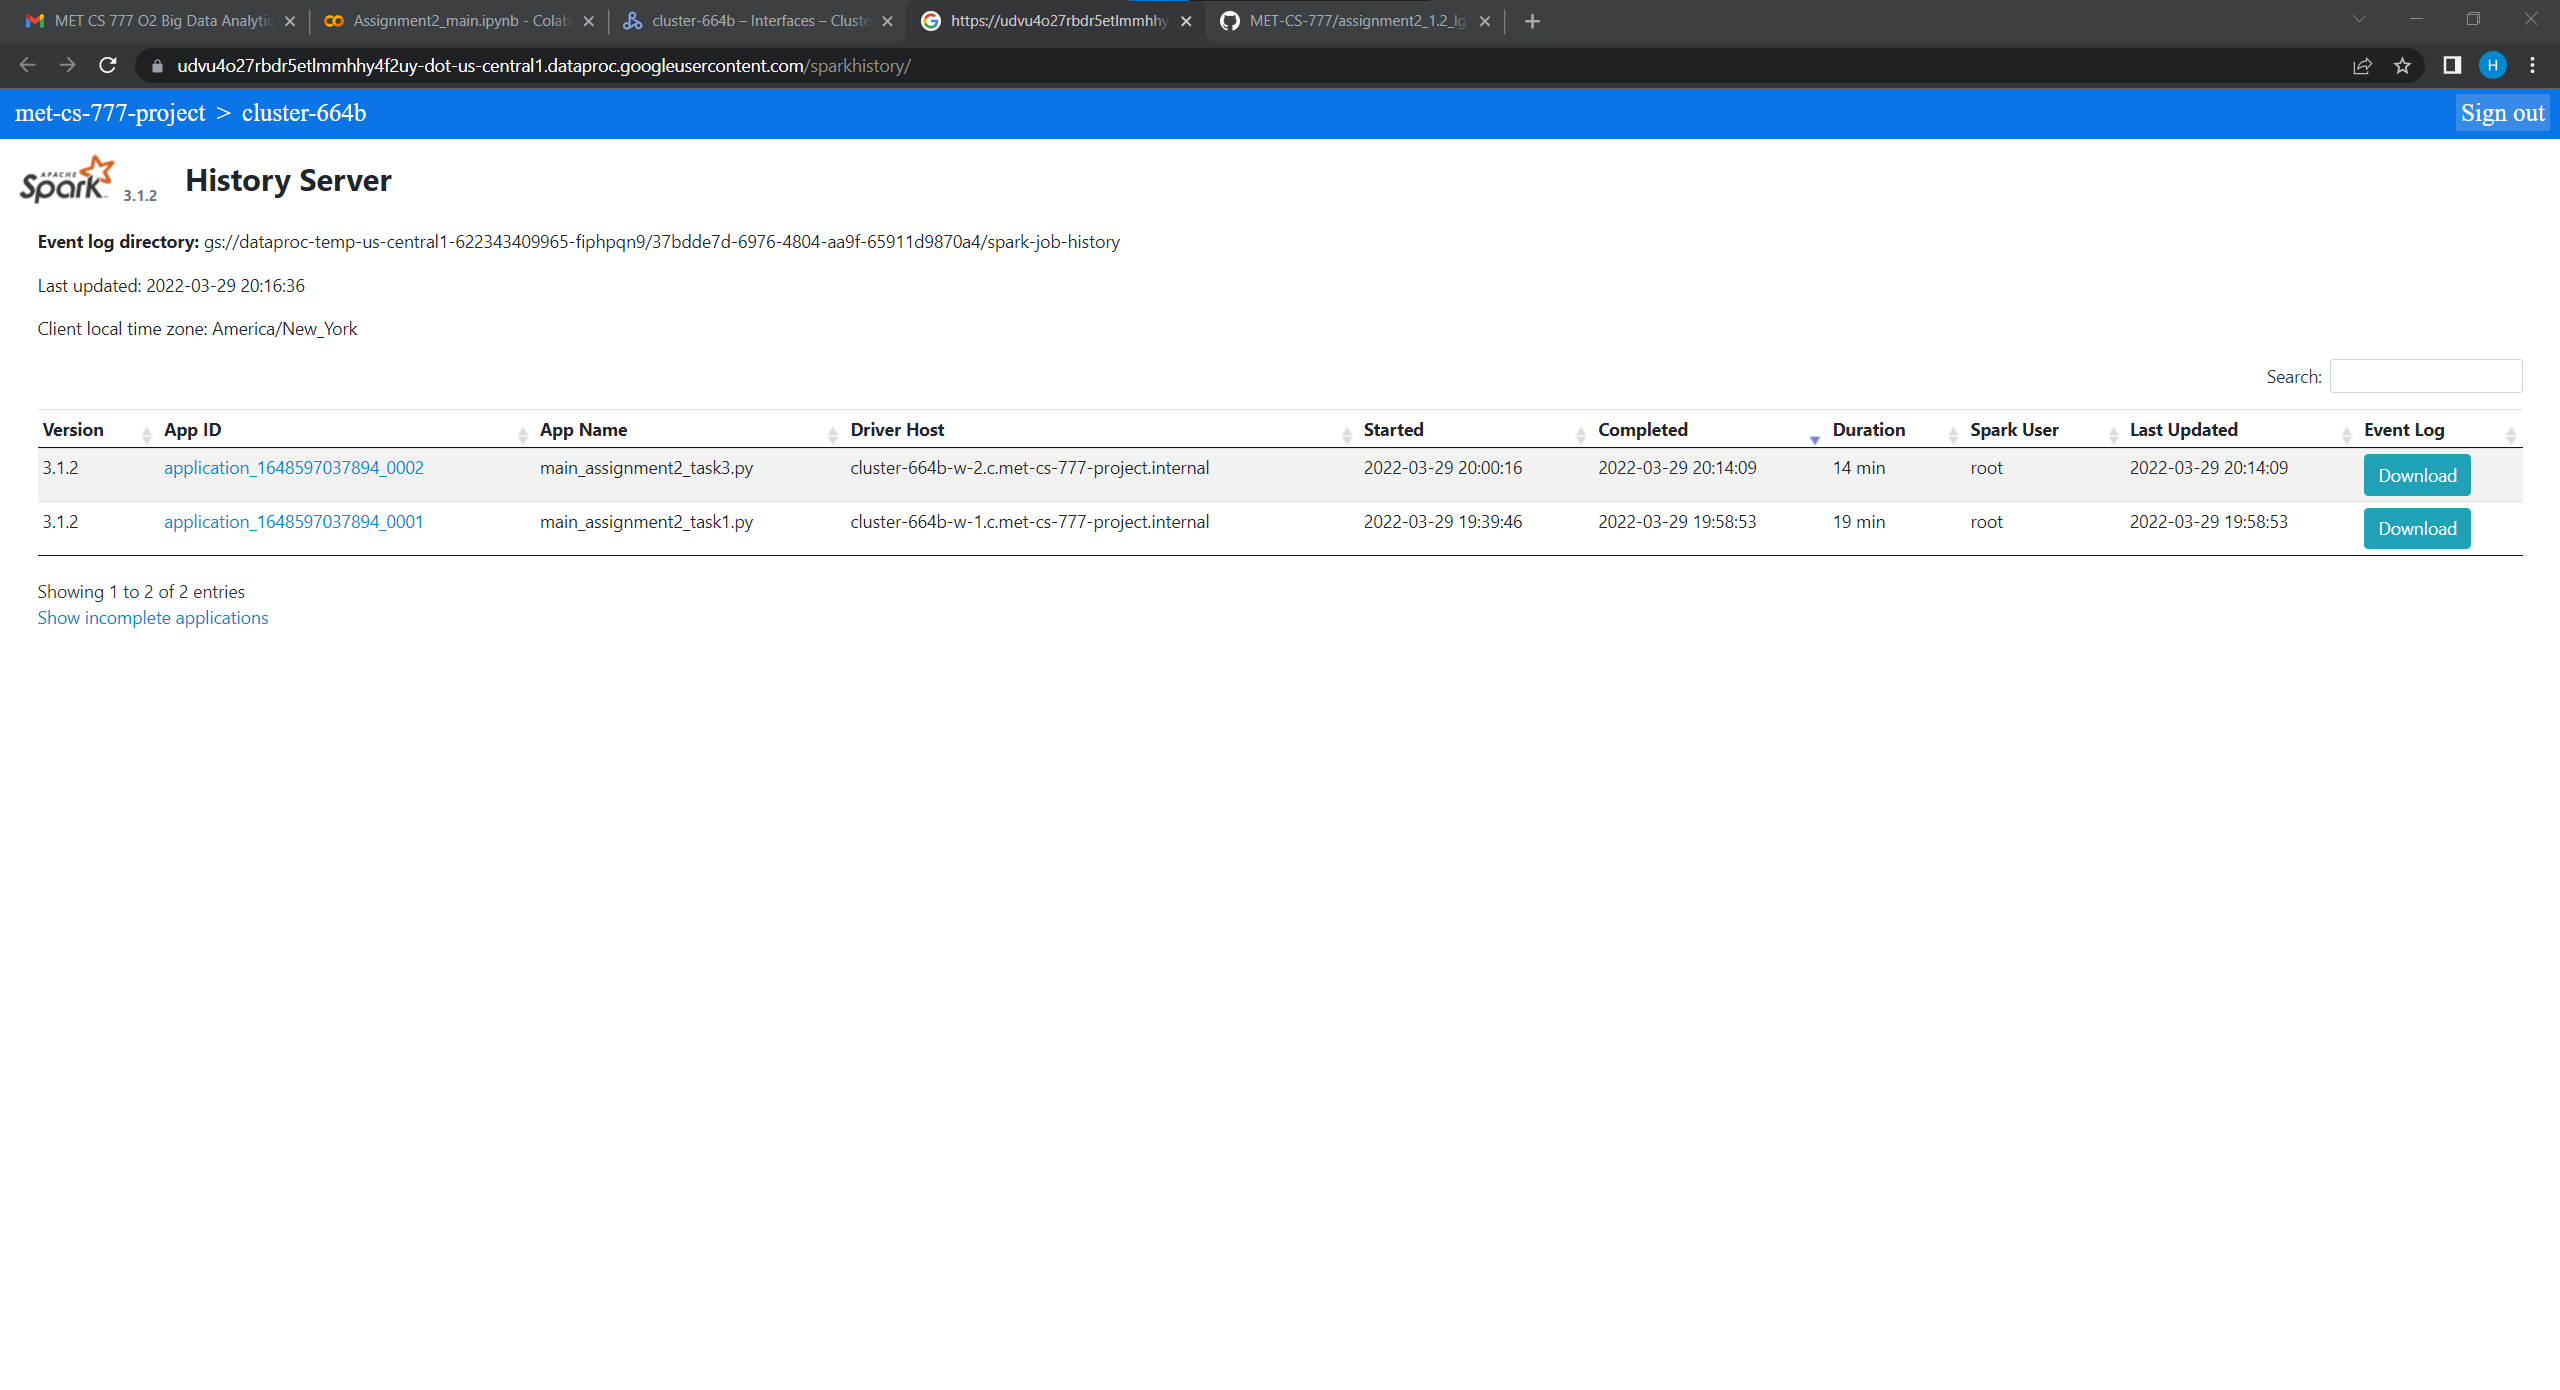 MET CS 777 O2 Big Data Analytic
Assignment2_main.ipynb - Colab
cluster-664b – Interfaces – Cluste
https://udvu4o27rbdr5etlmmhhy
MET-CS-777/assignment2_1.2_lg
udvu4o27rbdr5etlmmhhy4f2uy-dot-us-central1.dataproc.googleusercontent.com/sparkhistory/
H
met-cs-777-project > cluster-664b
Sign out
APACHE Spark 3.1.2 History Server
Event log directory: gs://dataproc-temp-us-central1-622343409965-fiphpqn9/37bdde7d-6976-4804-aa9f-65911d9870a4/spark-job-history
Last updated: 2022-03-29 20:16:36
Client local time zone: America/New_York
Search:
Version App ID App Name Driver Host Started Completed Duration Spark User Last Updated Event Log
3.1.2 application_1648597037894_0002 main_assignment2_task3.py cluster-664b-w-2.c.met-cs-777-project.internal 2022-03-29 20:00:16 2022-03-29 20:14:09 14 min root 2022-03-29 20:14:09 Download
3.1.2 application_1648597037894_0001 main_assignment2_task1.py cluster-664b-w-1.c.met-cs-777-project.internal 2022-03-29 19:39:46 2022-03-29 19:58:53 19 min root 2022-03-29 19:58:53 Download
Showing 1 to 2 of 2 entries
Show incomplete applications